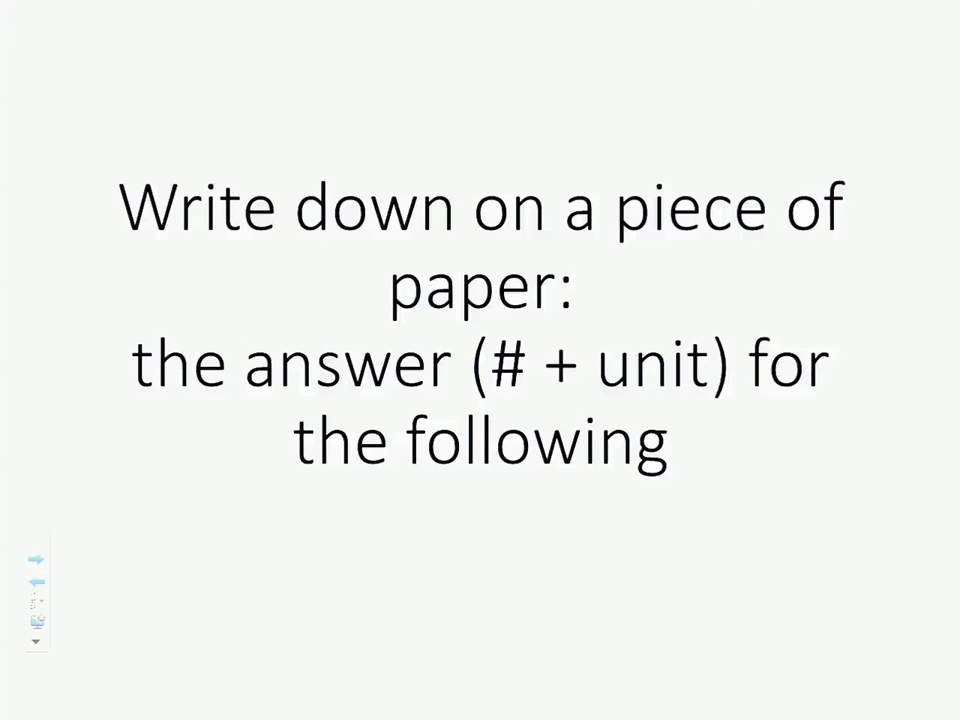 Write down on a piece of
paper:
the answer (# + unit) for
the following